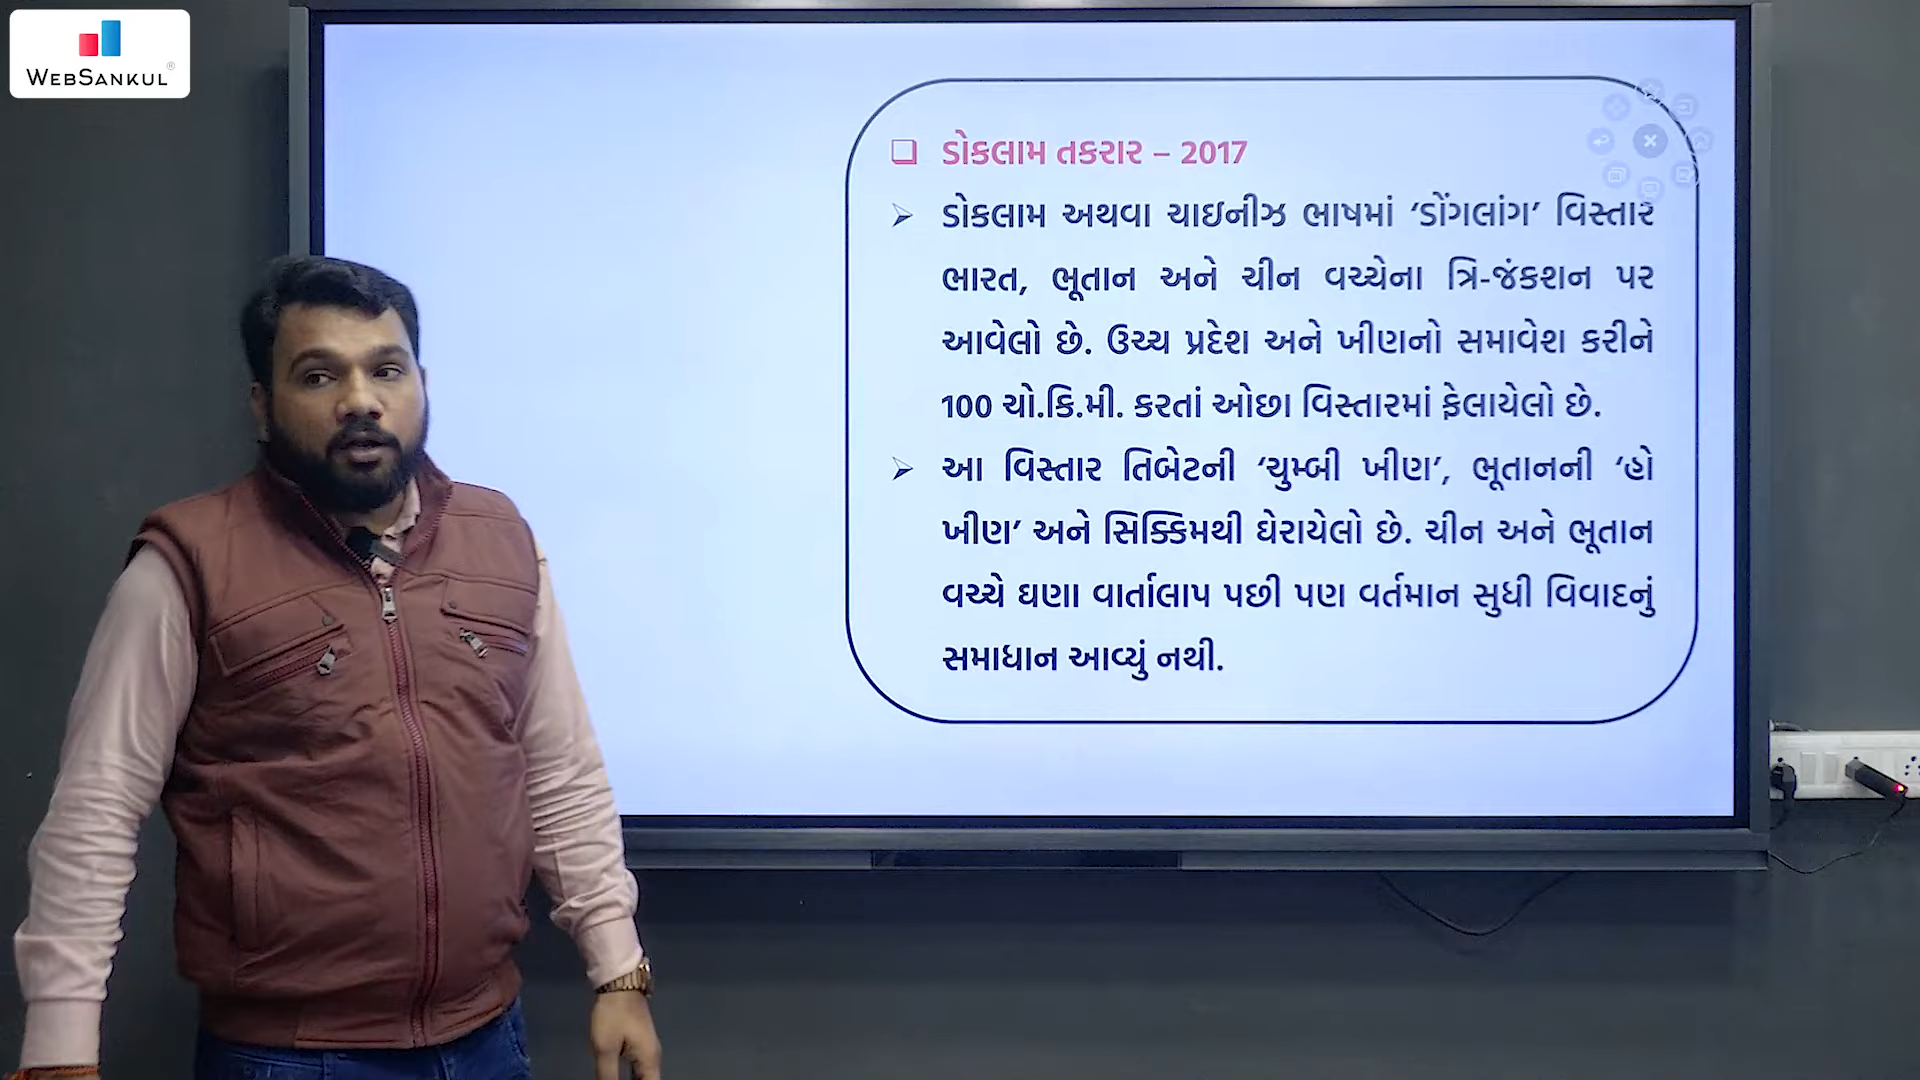 WEBSANKUL®
ડોકલામ તકરાર – 2017
ડોકલામ અથવા ચાઇનીઝ ભાષમાં ‘ડોંગલાંગ’ વિસ્તાર
ભારત, ભૂતાન અને ચીન વચ્ચેના ત્રિ-જંકશન પર
આવેલો છે. ઉચ્ચ પ્રદેશ અને ખીણનો સમાવેશ કરીને
100 ચો.કિ.મી. કરતાં ઓછા વિસ્તારમાં ફેલાયેલો છે.
આ વિસ્તાર તિબેટની ‘ચુમ્બી ખીણ’, ભૂતાનની ‘હો
ખીણ’ અને સિક્કિમથી ઘેરાયેલો છે. ચીન અને ભૂતાન
વચ્ચે ઘણા વાર્તાલાપ પછી પણ વર્તમાન સુધી વિવાદનું
સમાધાન આવ્યું નથી.